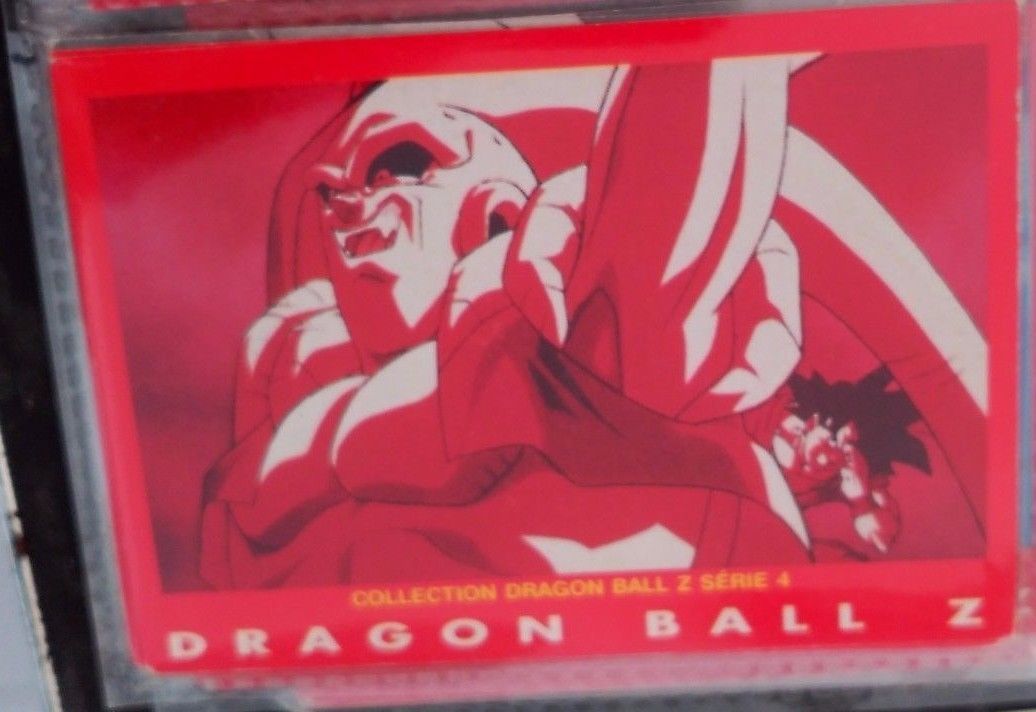 COLLECTION DRAGON BALL Z SÉRIE 4
DRAGON BALL Z